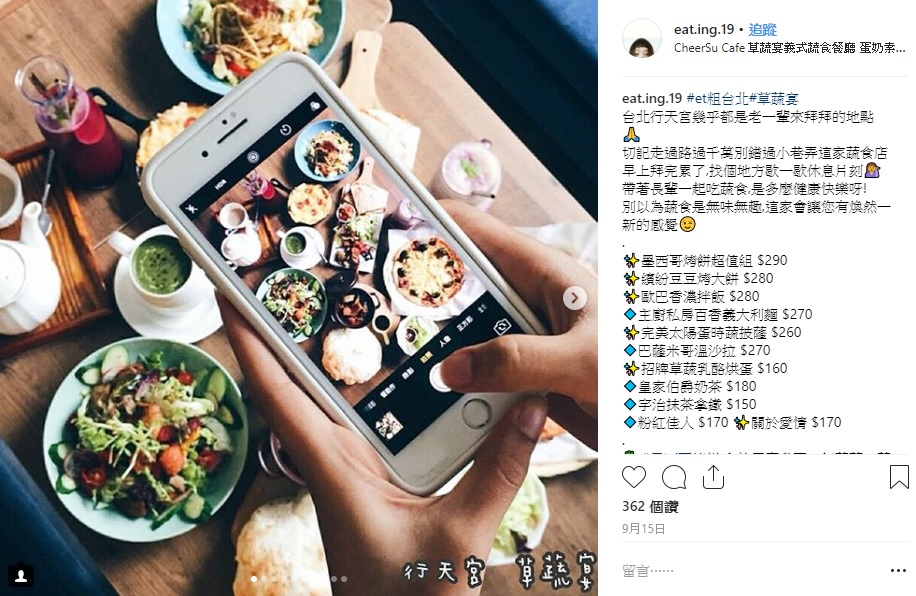 eat.ing.19 • 追蹤
CheerSu Cafe 草蔬宴義式蔬食餐廳 蛋奶素...
eat.ing.19 #et粗台北#草蔬宴
台北行天宮幾乎都是老一輩來拜拜的地點
🙏
切記走過路過千萬別錯過小巷弄這家蔬食店
早上拜完累了,找個地方歇一歇休息片刻💆‍♀️
帶著長輩一起吃蔬食,是多麼健康快樂呀!
別以為蔬食是無味無趣,這家會讓您有煥然一
新的感覺😉
.
✨墨西哥烤餅超值組 $290
✨繽紛豆豆烤大餅 $280
✨歐巴香濃拌飯 $280
🔹主廚私房百香義大利麵 $270
✨完美太陽蛋時蔬披薩 $260
🔹巴薩米哥溫沙拉 $270
✨招牌草蔬乳酪烘蛋 $160
🔹皇家伯爵奶茶 $180
🔹宇治抹茶拿鐵 $150
🔹粉紅佳人 $170 ✨關於愛情 $170
.
362 個讚
9月15日
留言......
HDR
拍照
人像
正方形
行天宮 草蔬宴